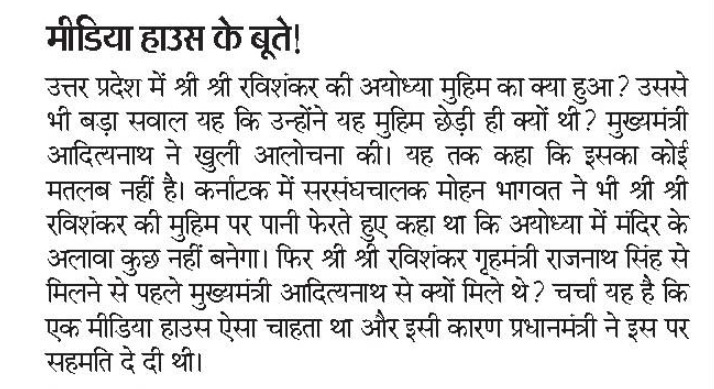 मीडिया हाउस के बूते!
उत्तर प्रदेश में श्री श्री रविशंकर की अयोध्या मुहिम का क्या हुआ? उससे
भी बड़ा सवाल यह कि उन्होंने यह मुहिम छेड़ी ही क्यों थी? मुख्यमंत्री
आदित्यनाथ ने खुली आलोचना की। यह तक कहा कि इसका कोई
मतलब नहीं है। कर्नाटक में सरसंघचालक मोहन भागवत ने भी श्री श्री
रविशंकर की मुहिम पर पानी फेरते हुए कहा था कि अयोध्या में मंदिर के
अलावा कुछ नहीं बनेगा। फिर श्री श्री रविशंकर गृहमंत्री राजनाथ सिंह से
मिलने से पहले मुख्यमंत्री आदित्यनाथ से क्यों मिले थे? चर्चा यह है कि
एक मीडिया हाउस ऐसा चाहता था और इसी कारण प्रधानमंत्री ने इस पर
सहमति दे दी थी।